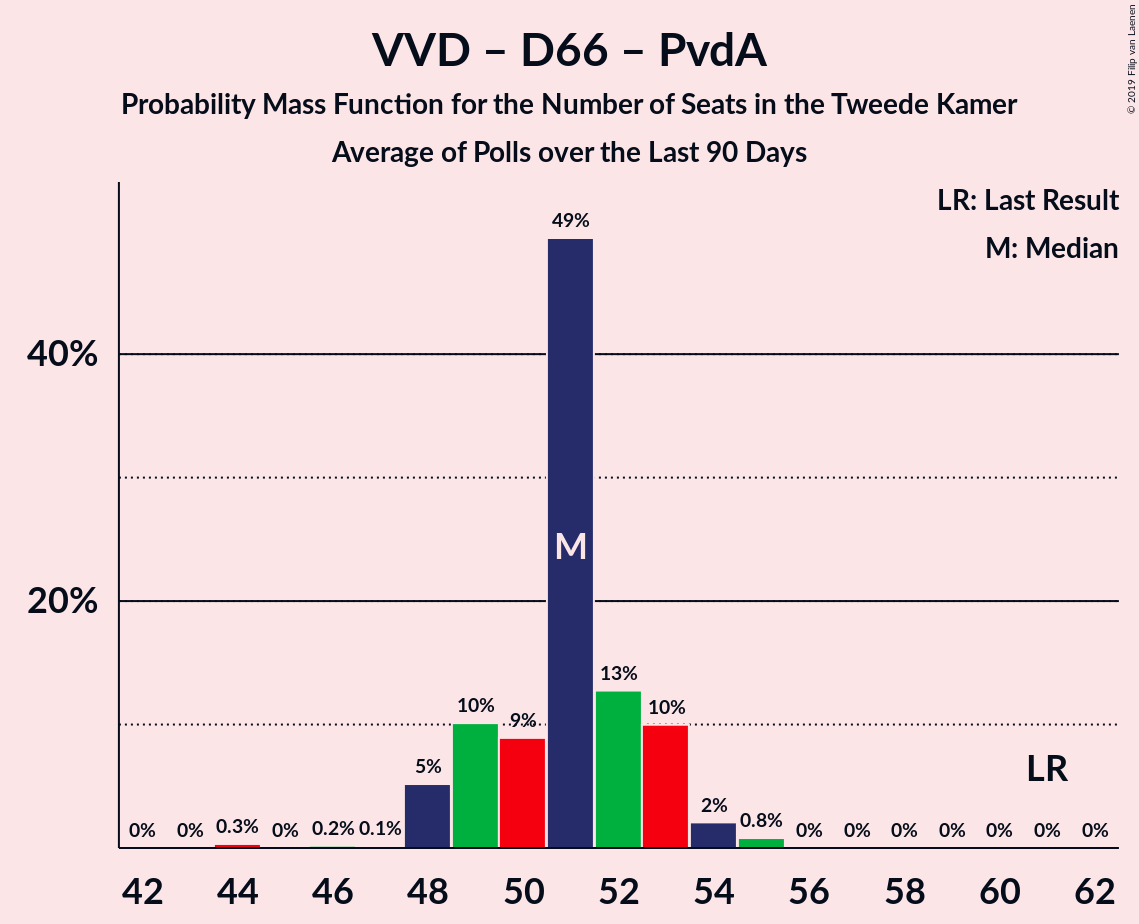 VVD – D66 – PvdA
Probability Mass Function for the Number of Seats in the Tweede Kamer
Average of Polls over the Last 90 Days
© 2019 Filip van Laenen
LR: Last Result
M: Median
40%
20%
0% 0% 0.3% 0% 0.2% 0.1% 5% 10% 9% 49% 13% 10% 2% 0.8% 0% 0% 0% 0% 0% 0% 0%
M
LR
42 44 46 48 50 52 54 56 58 60 62